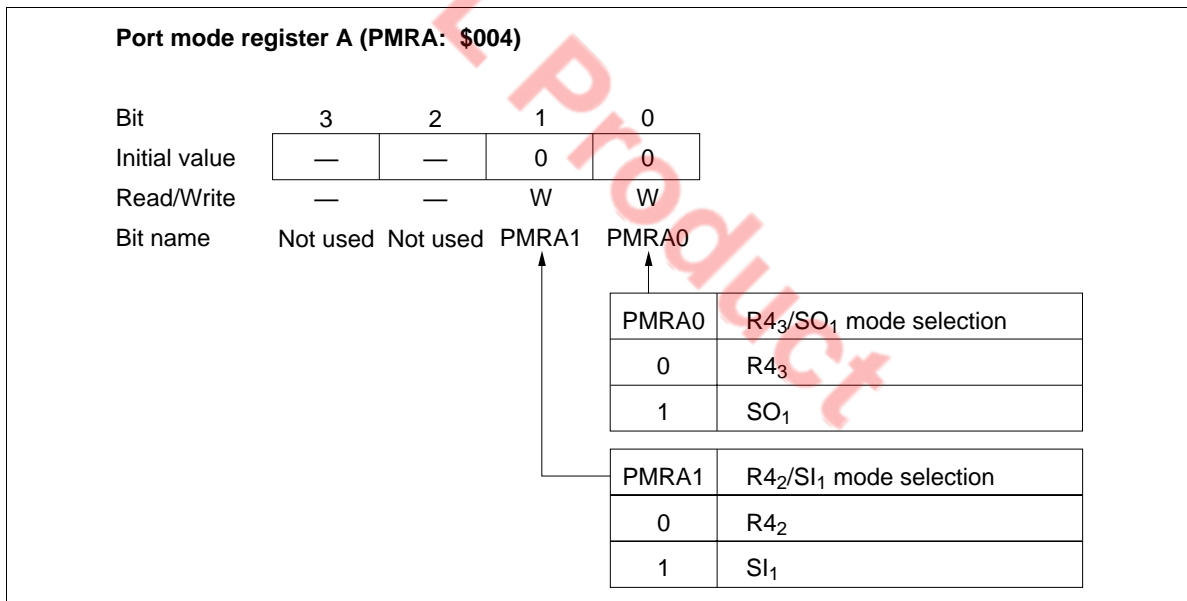 Port mode register A (PMRA: $004)
Bit 3 2 1 0
Initial value — — 0 0
Read/Write — — W W
Bit name Not used Not used PMRA1 PMRA0
PMRA0 R4₃/SO₁ mode selection
0 R4₃
1 SO₁
PMRA1 R4₂/SI₁ mode selection
0 R4₂
1 SI₁
L Product